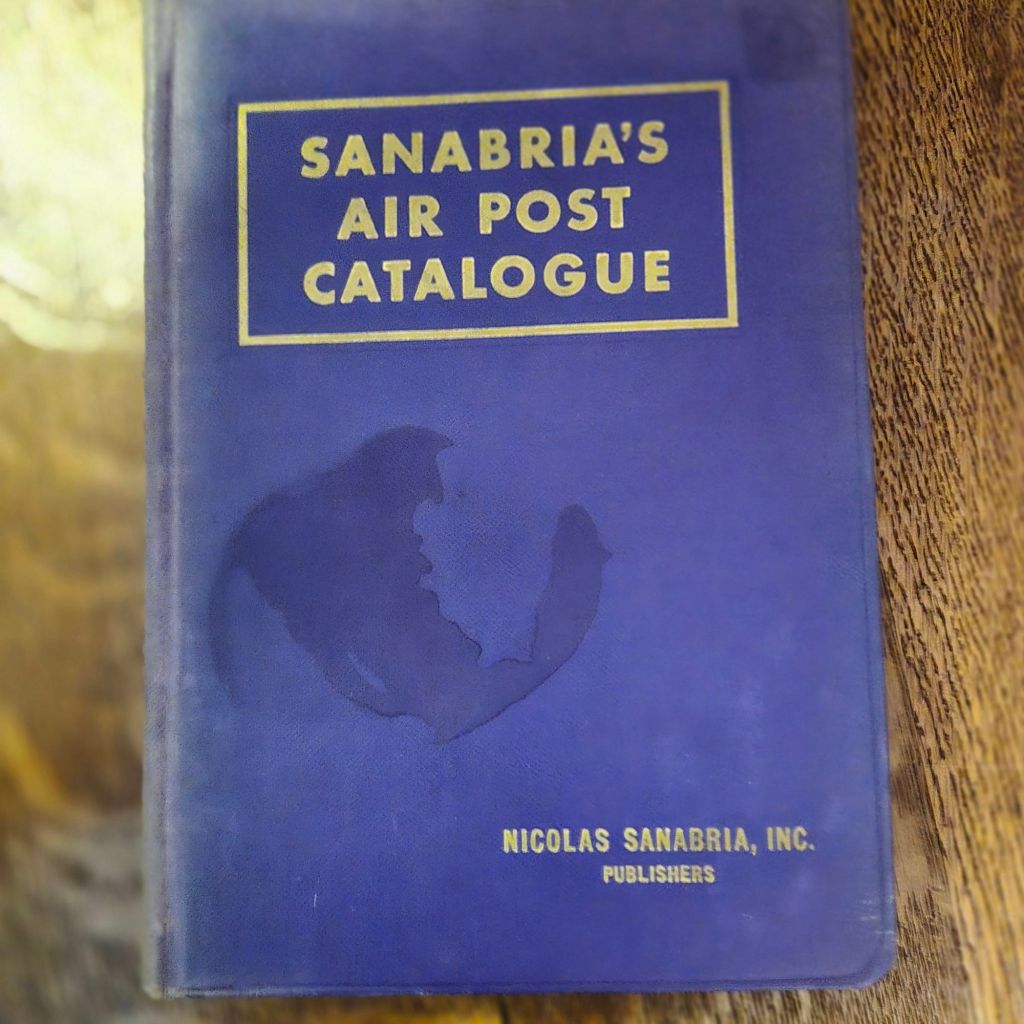 SANABRIA'S
AIR POST
CATALOGUE
NICOLAS SANABRIA, INC.
PUBLISHERS